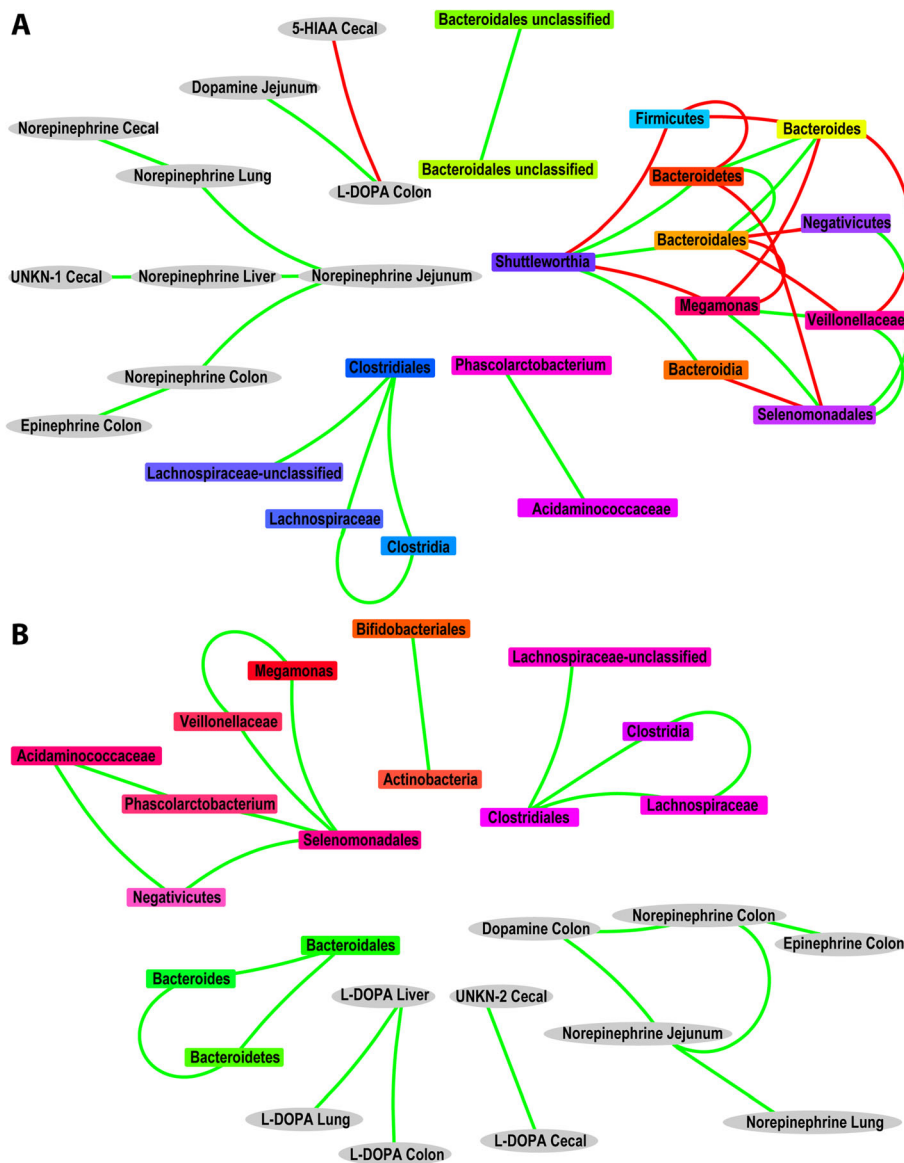 A
5-HIAA Cecal
Bacteroidales unclassified
Dopamine Jejunum
Firmicutes
Bacteroides
Norepinephrine Cecal
Norepinephrine Lung
Bacteroidales unclassified
Bacteroidetes
L-DOPA Colon
Negativicutes
Bacteroidales
Shuttleworthia
UNKN-1 Cecal
Norepinephrine Liver
Norepinephrine Jejunum
Megamonas
Veillonellaceae
Norepinephrine Colon
Clostridiales
Phascolarctobacterium
Bacteroidia
Selenomonadales
Epinephrine Colon
Lachnospiraceae-unclassified
Lachnospiraceae
Acidaminococcaceae
Clostridia
B
Bifidobacteriales
Lachnospiraceae-unclassified
Megamonas
Veillonellaceae
Clostridia
Acidaminococcaceae
Actinobacteria
Phascolarctobacterium
Lachnospiraceae
Clostridiales
Selenomonadales
Negativicutes
Norepinephrine Colon
Dopamine Colon
Epinephrine Colon
Bacteroidales
Bacteroides
L-DOPA Liver
UNKN-2 Cecal
Norepinephrine Jejunum
Bacteroidetes
L-DOPA Lung
Norepinephrine Lung
L-DOPA Cecal
L-DOPA Colon